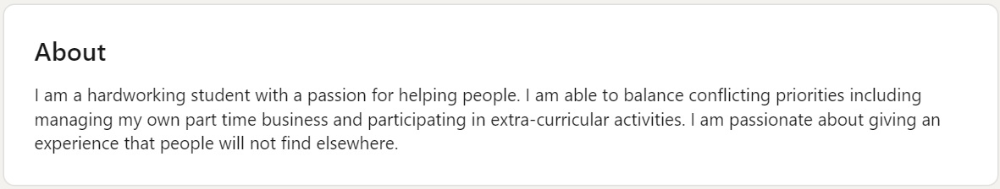 About
I am a hardworking student with a passion for helping people. I am able to balance conflicting priorities including
managing my own part time business and participating in extra-curricular activities. I am passionate about giving an
experience that people will not find elsewhere.